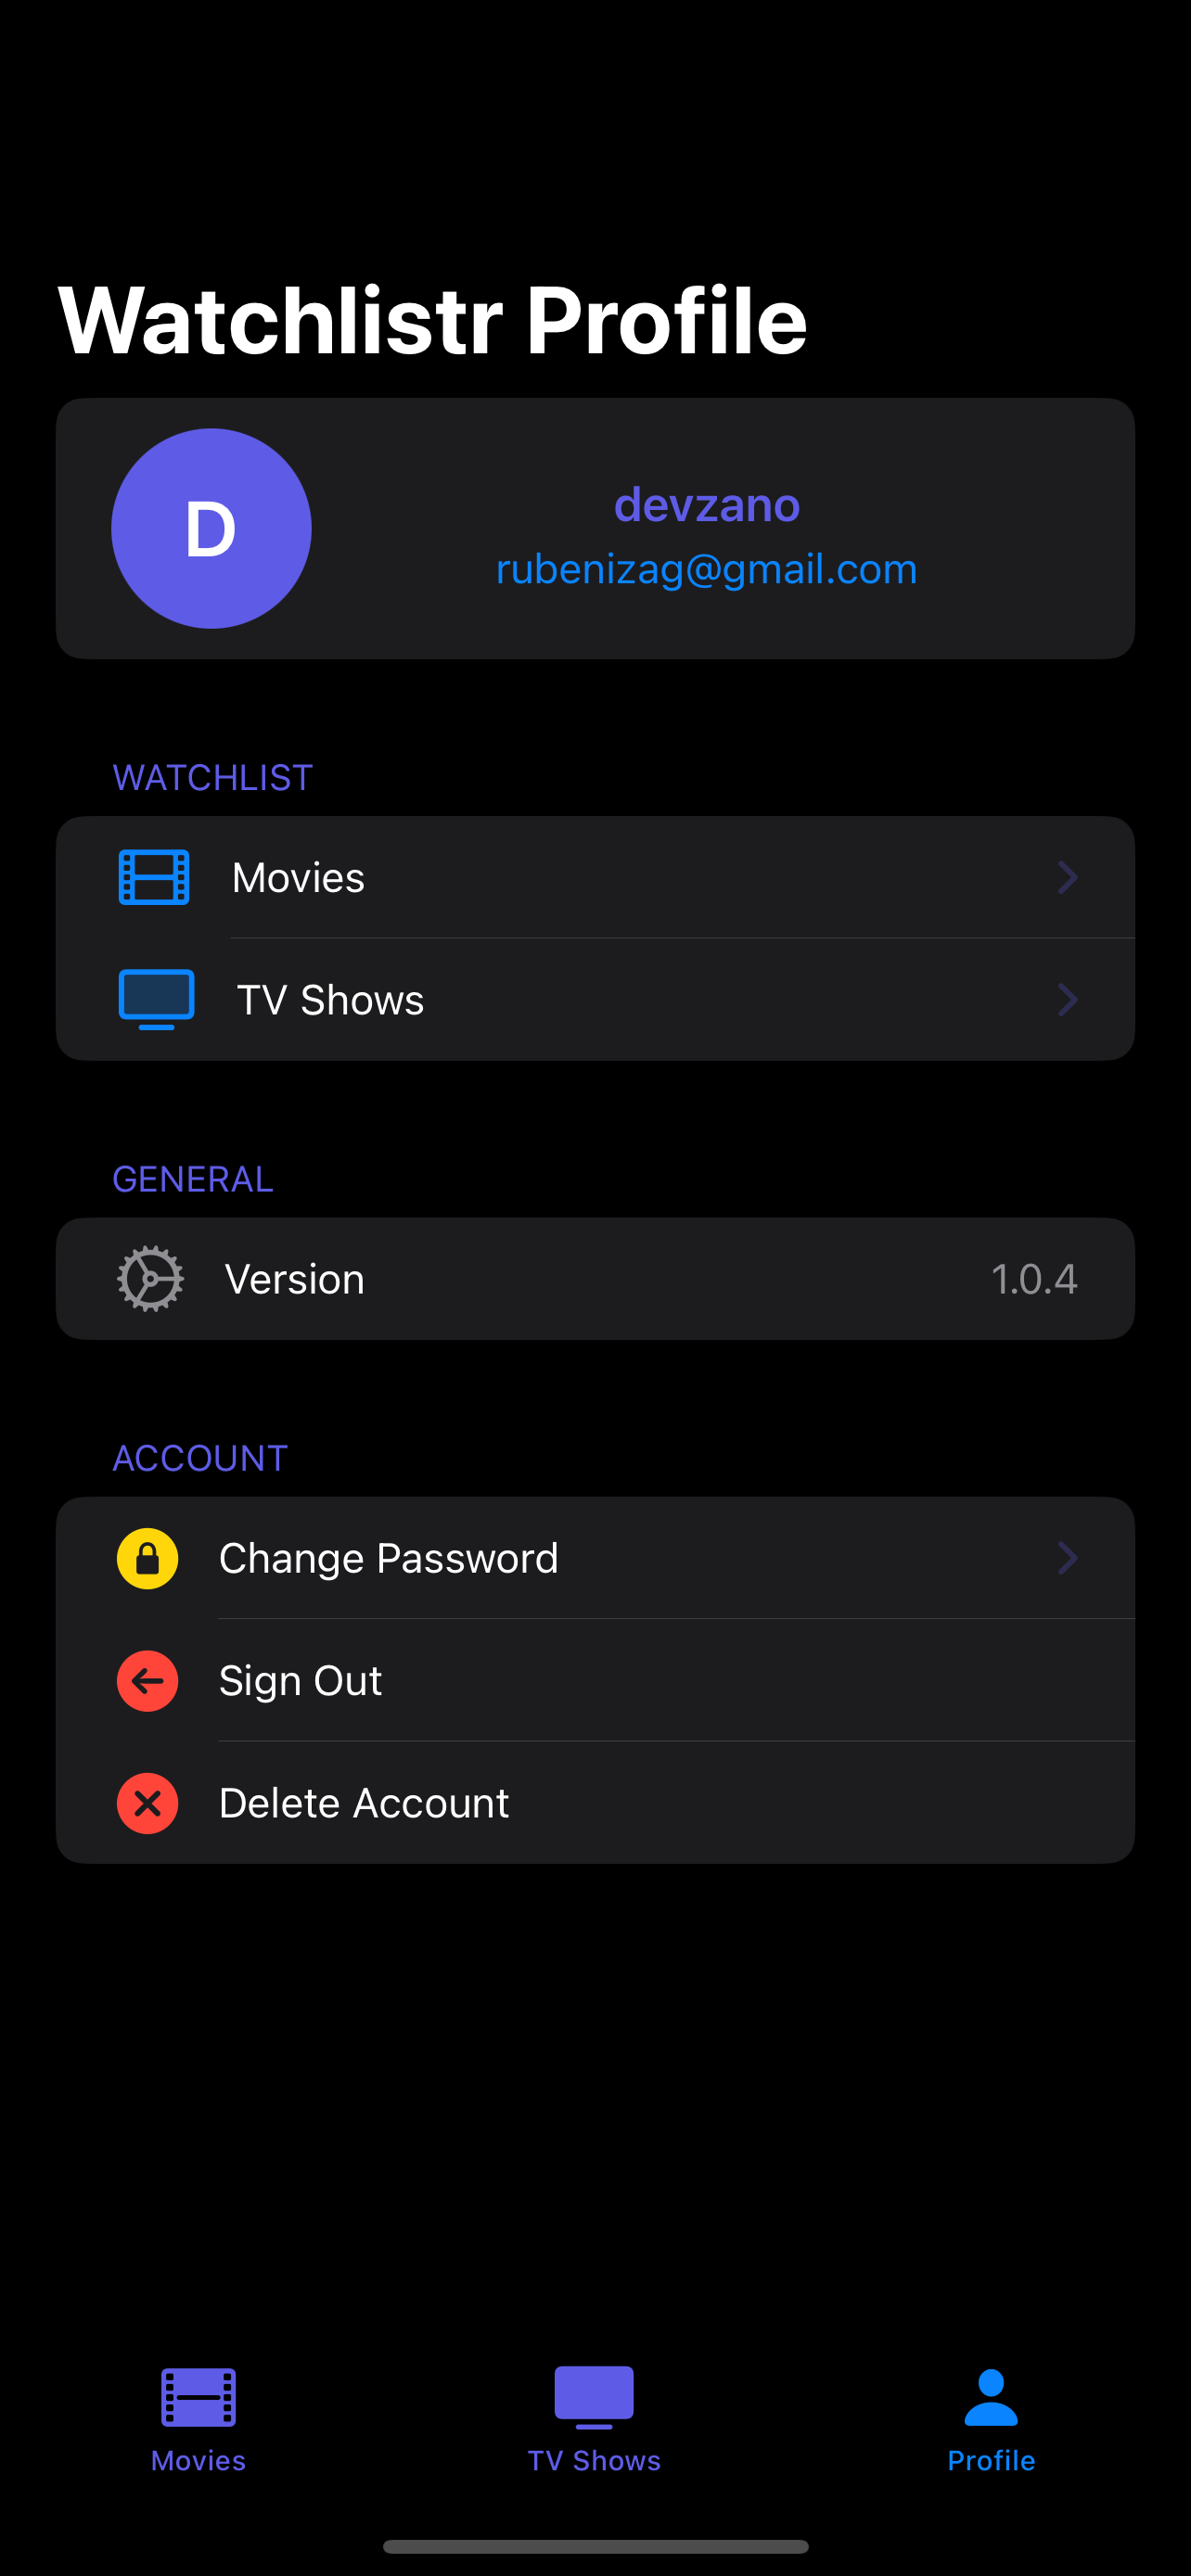 Watchlistr Profile
D
devzano
rubenizag@gmail.com
WATCHLIST
Movies
TV Shows
GENERAL
Version 1.0.4
ACCOUNT
Change Password
Sign Out
Delete Account
Movies TV Shows Profile